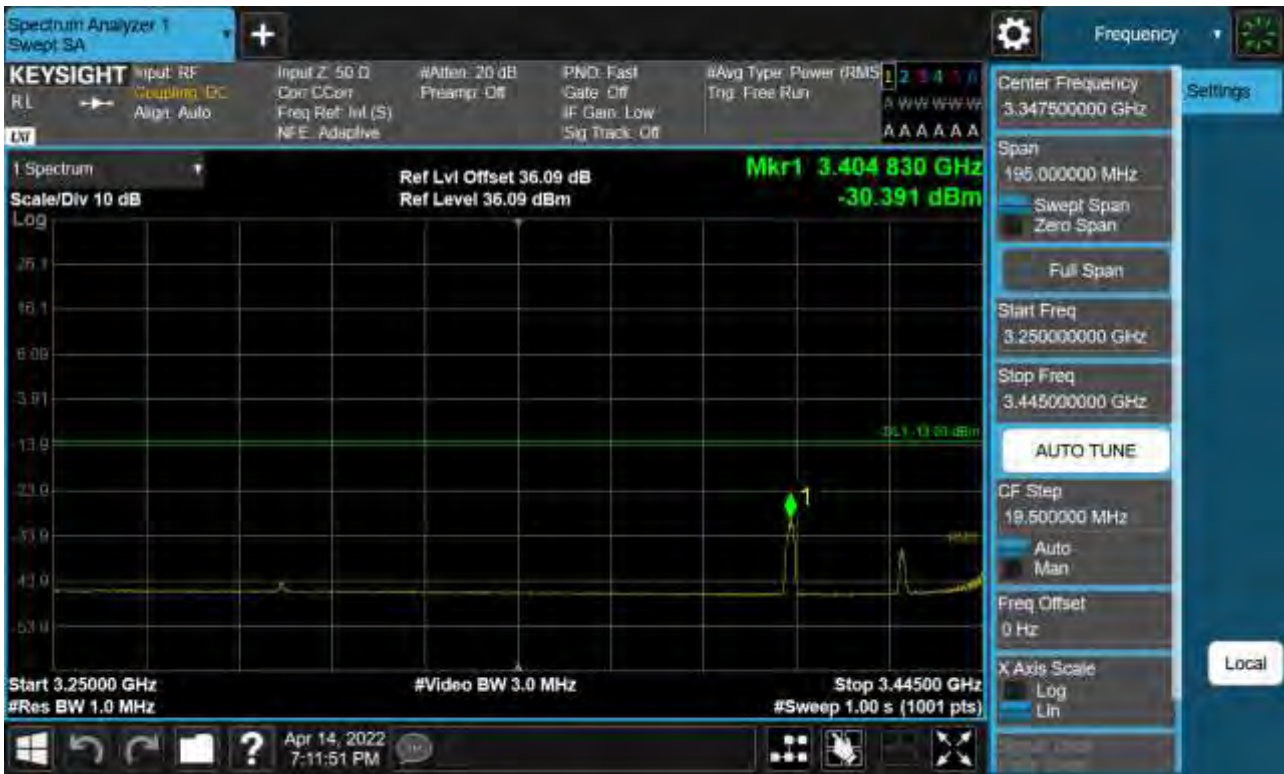 Spectrum Analyzer 1
Swept SA
Frequency
KEYSIGHT
RL
LXI
Input: RF
Coupling: DC
Align: Auto
Input Z: 50 Ω
Corr CCorr
Freq Ref: Int (S)
NFE: Adaptive
#Atten: 20 dB
Preamp: Off
PNO: Fast
Gate: Off
IF Gain: Low
Sig Track: Off
#Avg Type: Power (RMS
Trig: Free Run
1 2 3 4 5 6
A W W W W W
A A A A A A
1 Spectrum
Scale/Div 10 dB
Log
Ref Lvl Offset 36.09 dB
Ref Level 36.09 dBm
Mkr1 3.404 830 GHz
-30.391 dBm
26.1
16.1
6.09
-3.91
-13.9
-23.9
-33.9
-43.9
-53.9
DL1 -13.00 dBm
1
Start 3.25000 GHz
#Res BW 1.0 MHz
#Video BW 3.0 MHz
Stop 3.44500 GHz
#Sweep 1.00 s (1001 pts)
Apr 14, 2022
7:11:51 PM
Center Frequency
3.347500000 GHz
Span
195.000000 MHz
Swept Span
Zero Span
Full Span
Start Freq
3.250000000 GHz
Stop Freq
3.445000000 GHz
AUTO TUNE
CF Step
19.500000 MHz
Auto
Man
Freq Offset
0 Hz
X Axis Scale
Log
Lin
Settings
Local